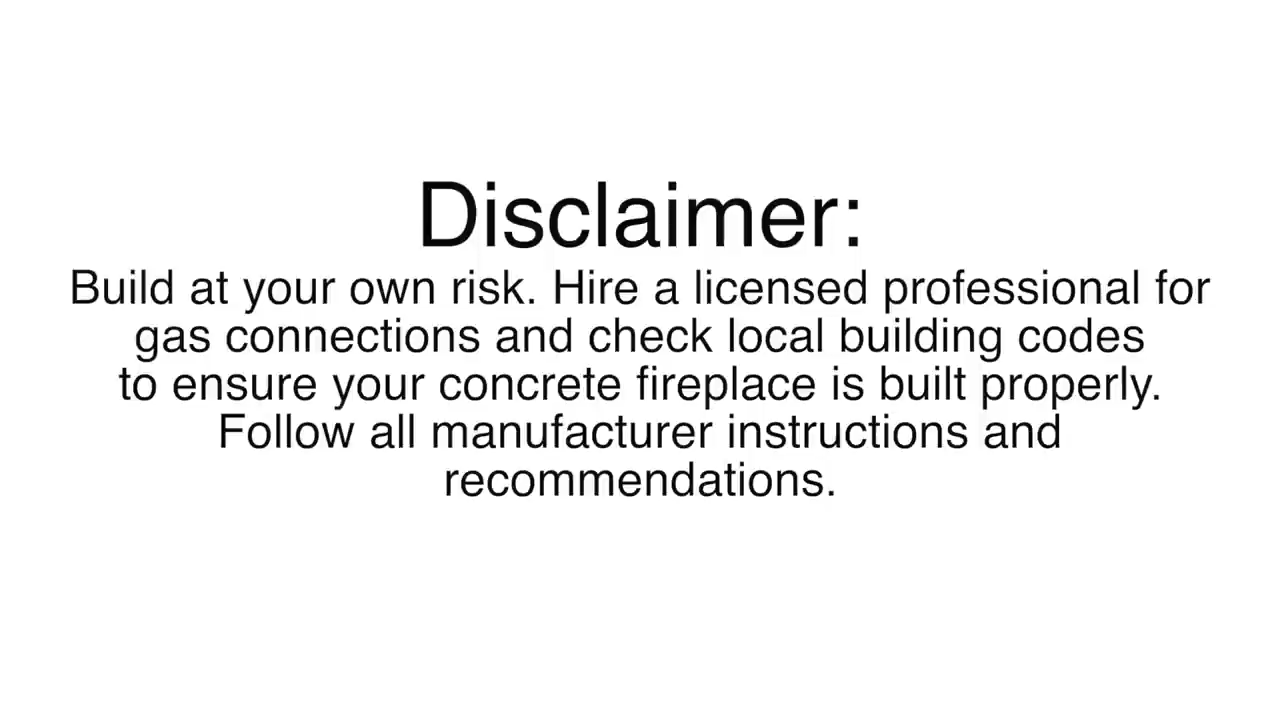 Disclaimer:
Build at your own risk. Hire a licensed professional for
gas connections and check local building codes
to ensure your concrete fireplace is built properly.
Follow all manufacturer instructions and
recommendations.